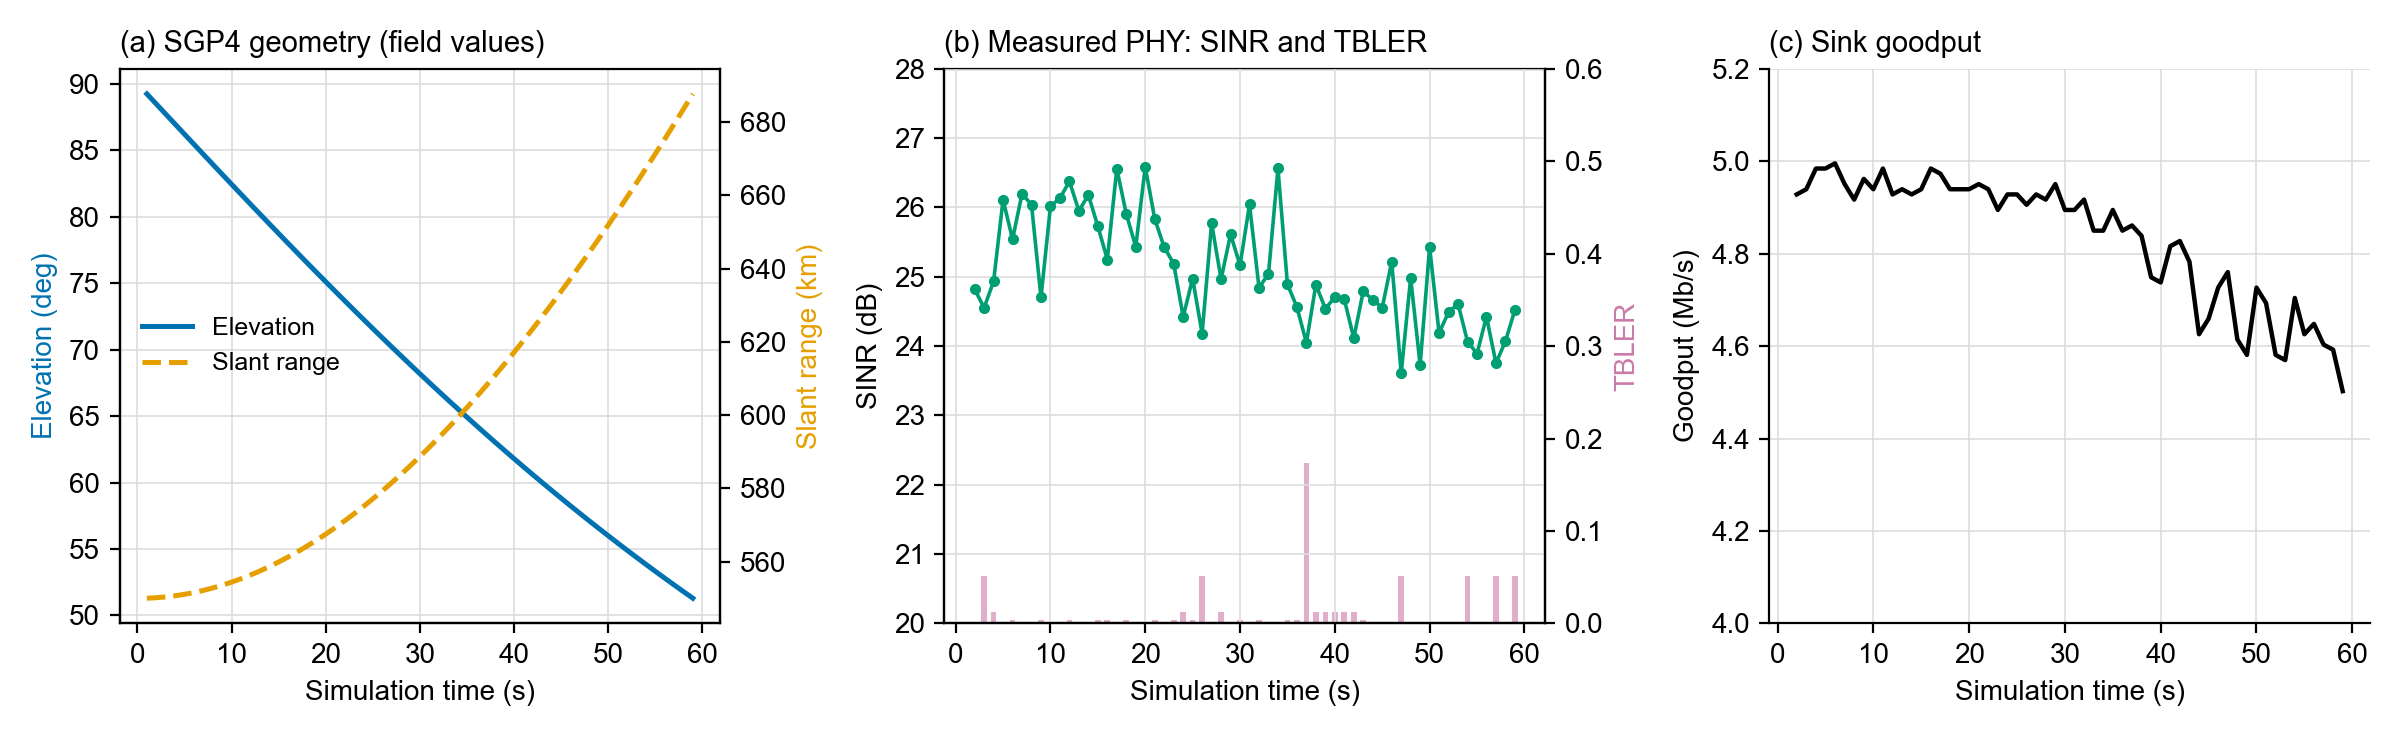 (a) SGP4 geometry (field values)
90
85
80
75
70
65
60
55
50
Elevation (deg)
Elevation
Slant range
680
660
640
620
600
580
560
Slant range (km)
0 10 20 30 40 50 60
Simulation time (s)
(b) Measured PHY: SINR and TBLER
28
27
26
25
24
23
22
21
20
SINR (dB)
0.6
0.5
0.4
0.3
0.2
0.1
0.0
TBLER
0 10 20 30 40 50 60
Simulation time (s)
(c) Sink goodput
5.2
5.0
4.8
4.6
4.4
4.2
4.0
Goodput (Mb/s)
0 10 20 30 40 50 60
Simulation time (s)